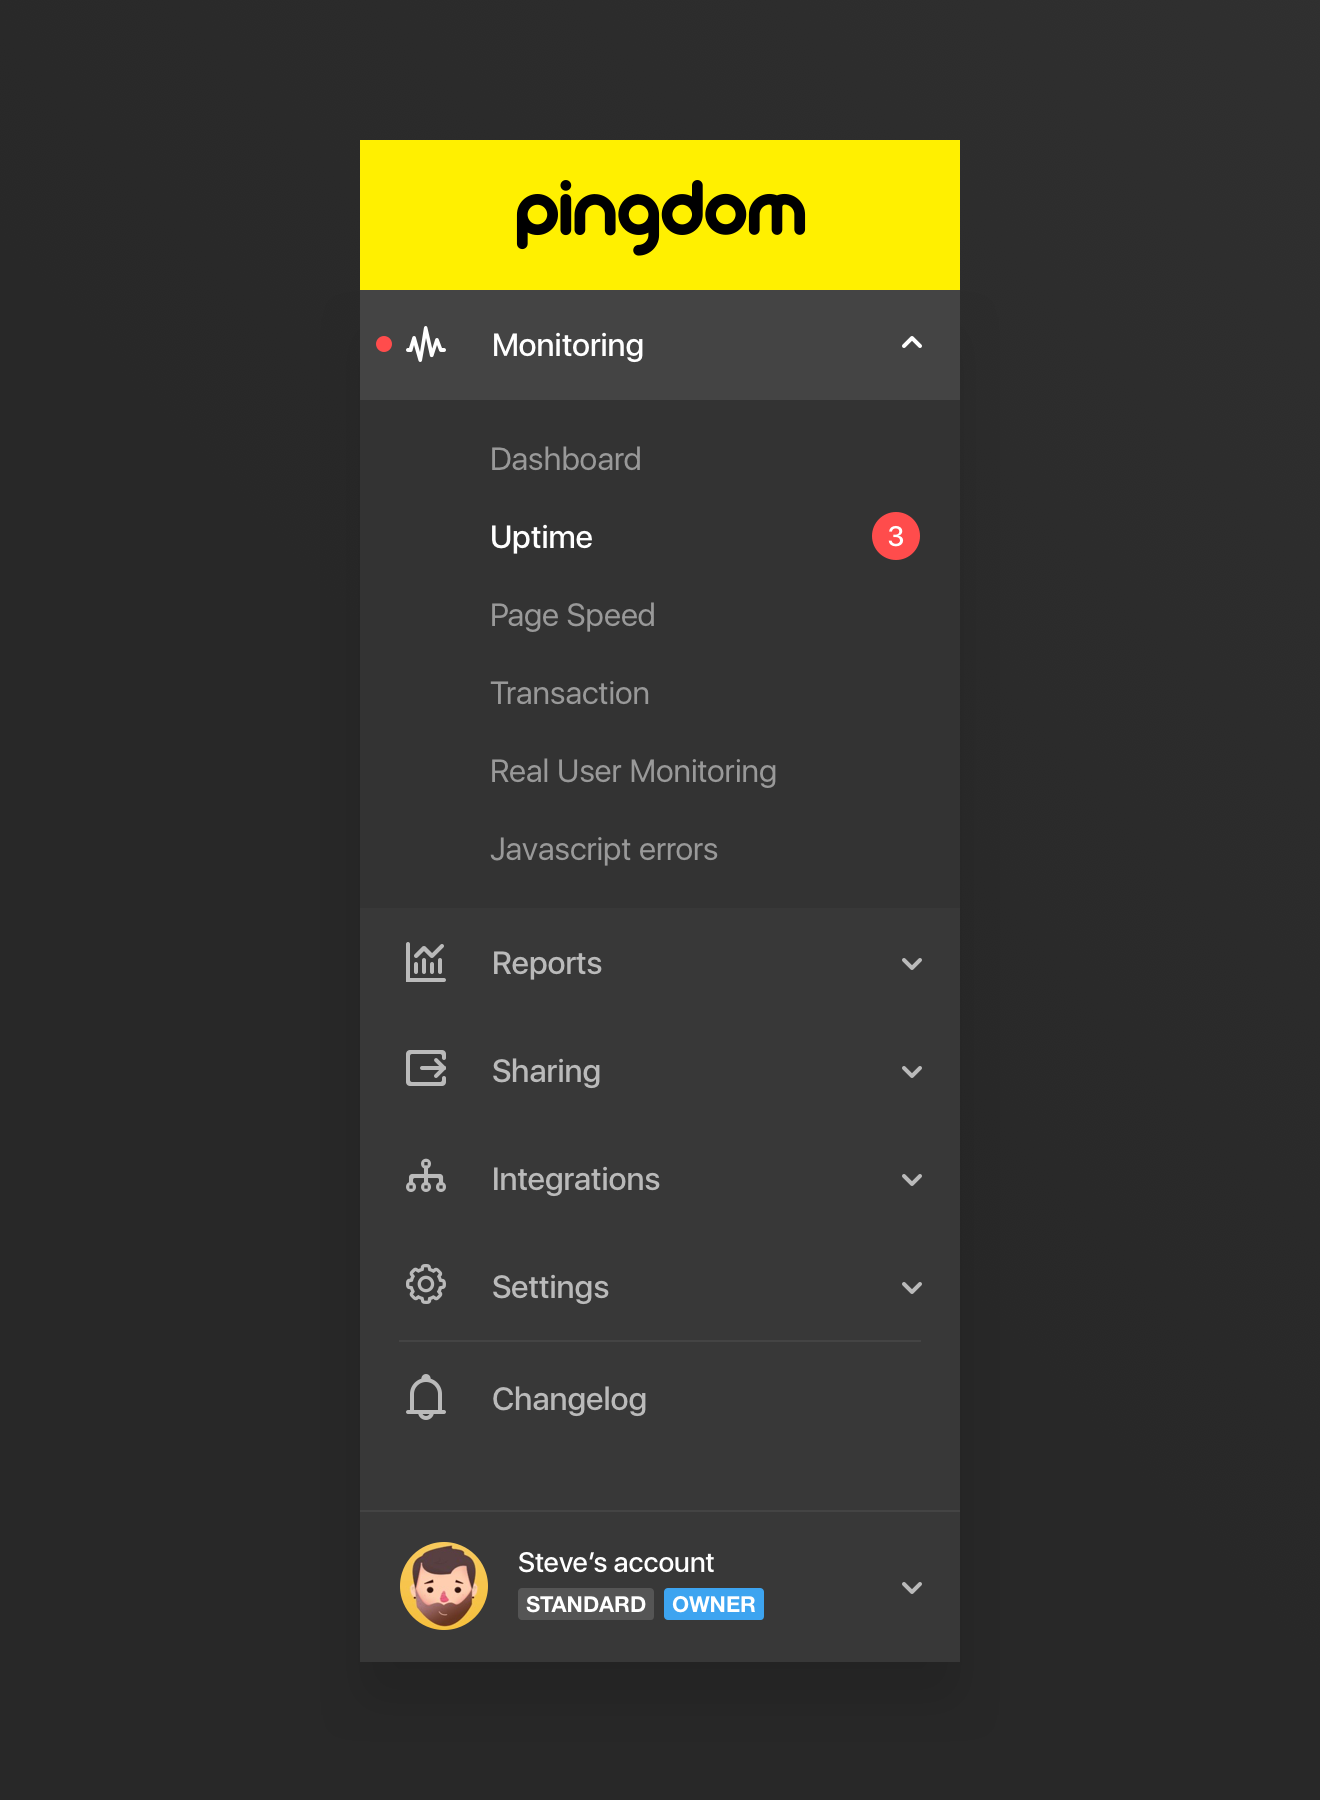 pingdom
Monitoring
Dashboard
Uptime
3
Page Speed
Transaction
Real User Monitoring
Javascript errors
Reports
Sharing
Integrations
Settings
Changelog
Steve’s account
STANDARD OWNER